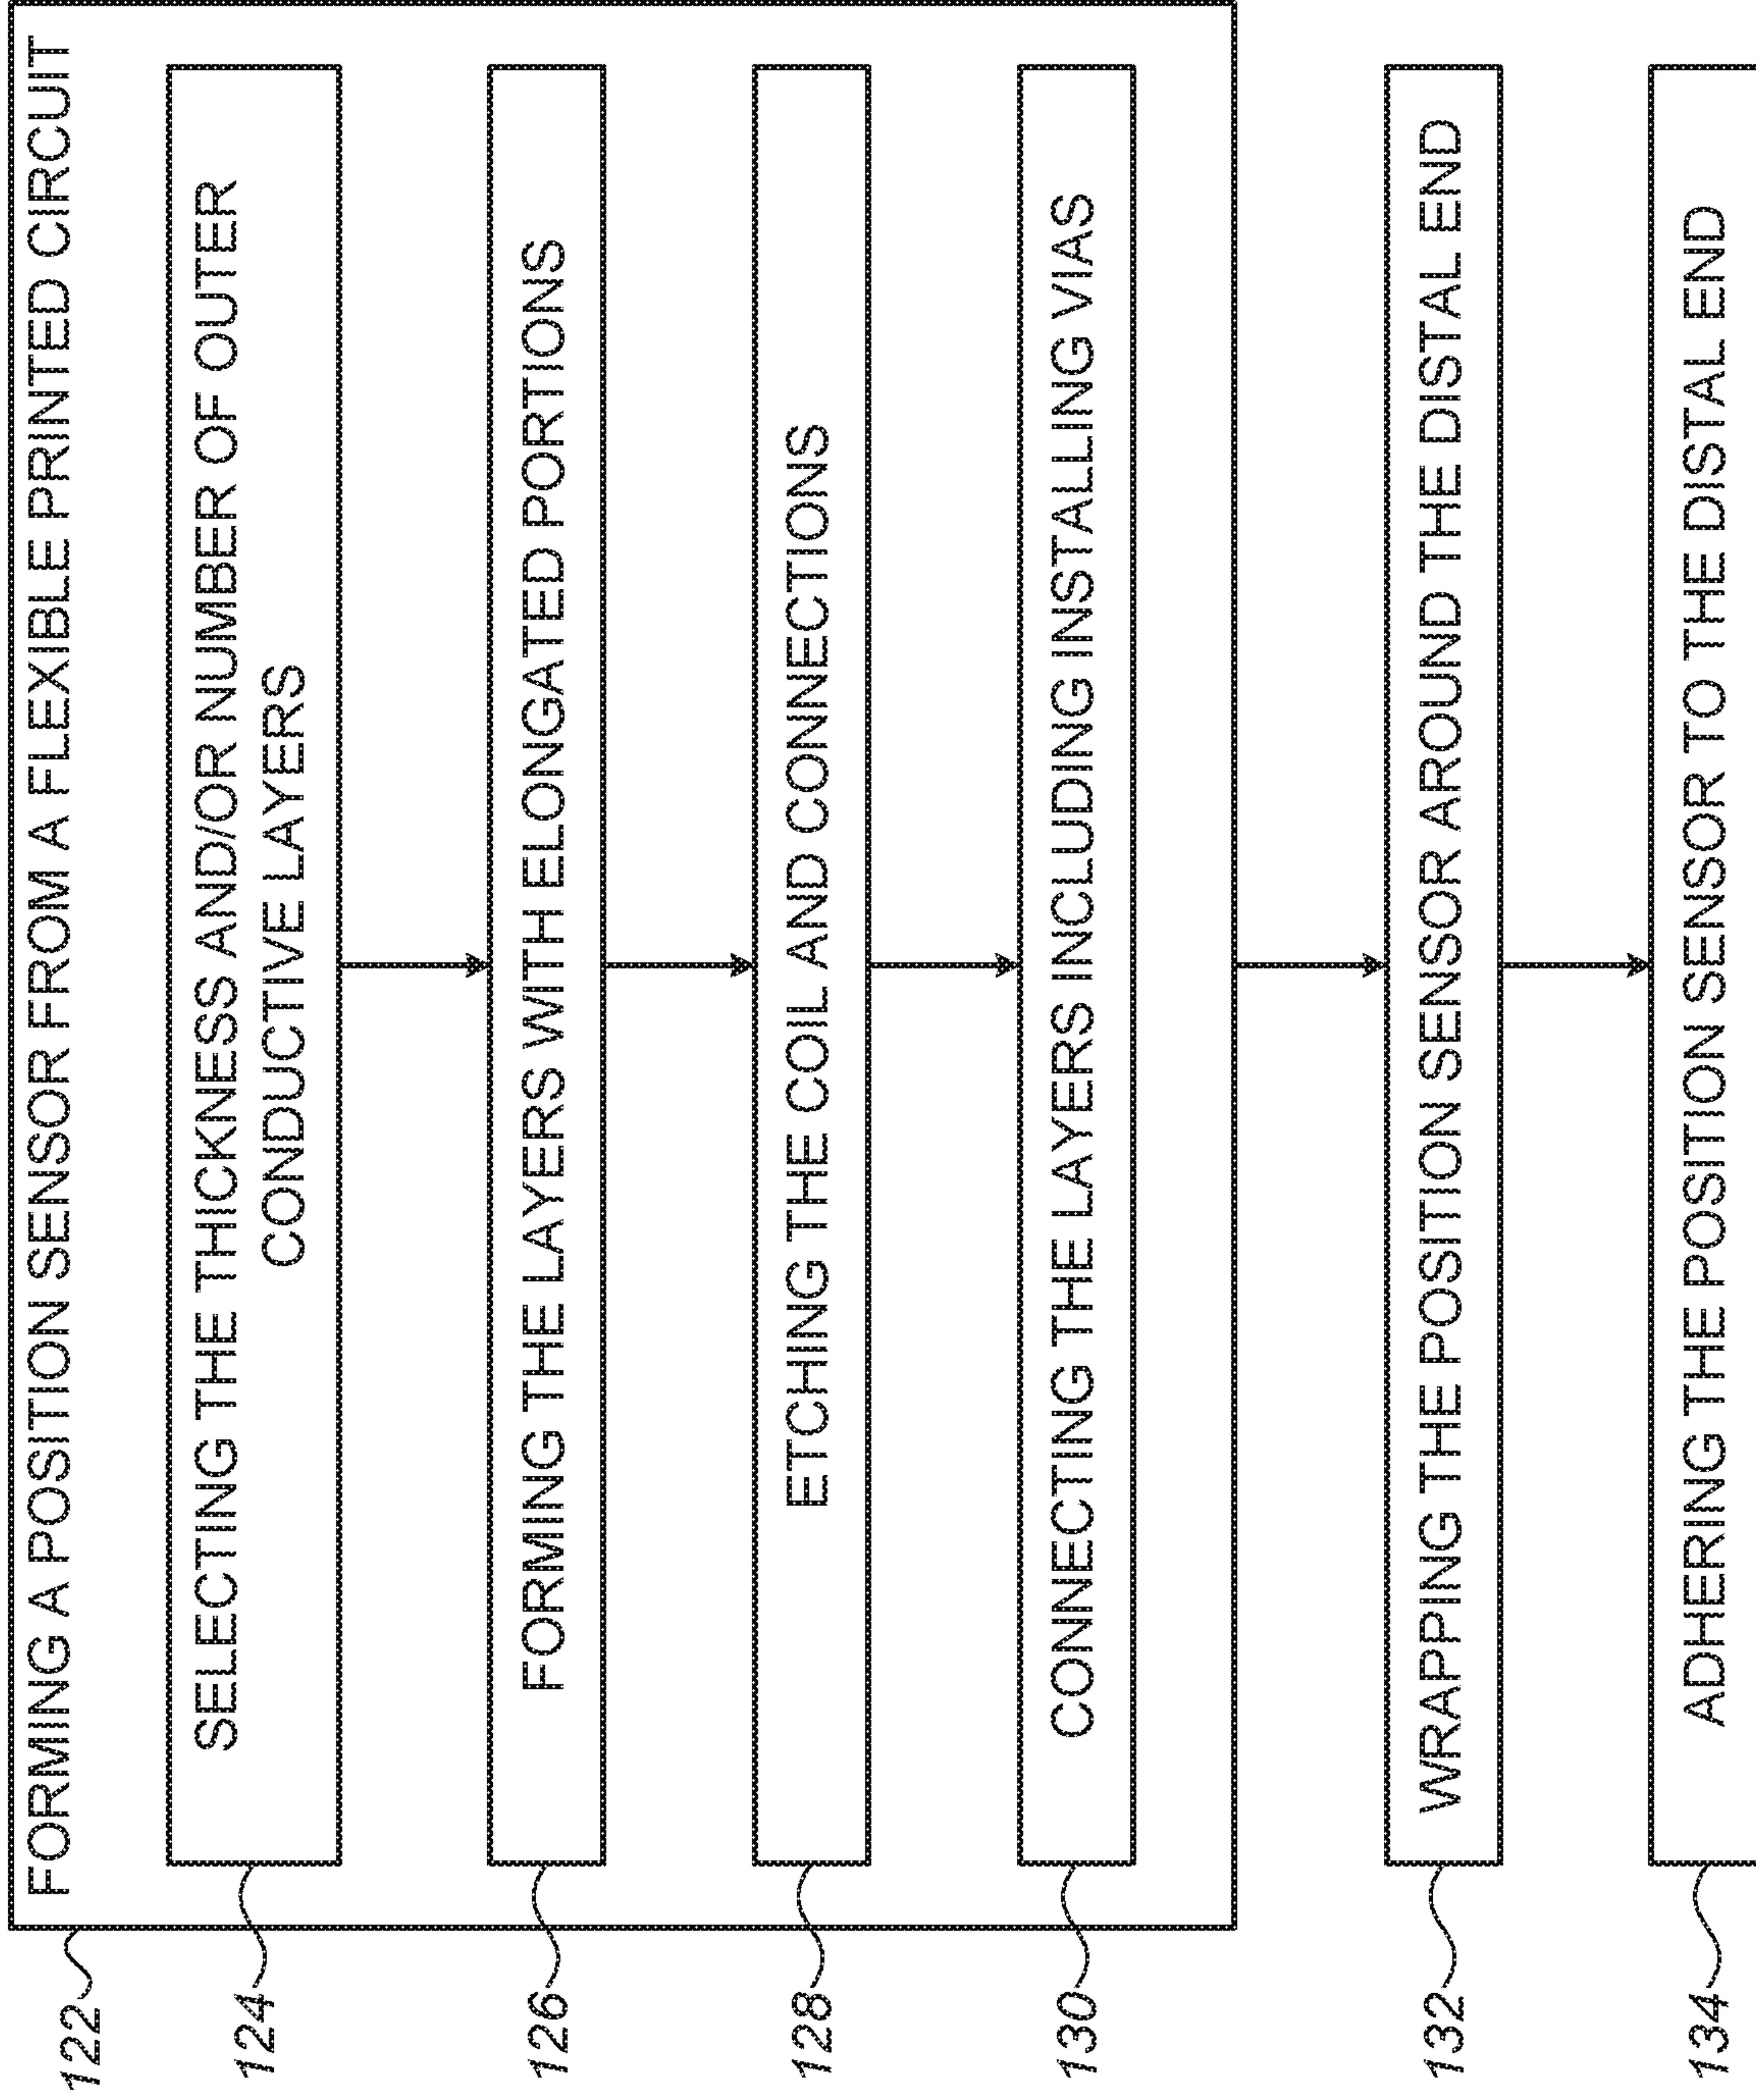 FORMING A POSITION SENSOR FROM A FLEXIBLE PRINTED CIRCUIT
122
SELECTING THE THICKNESS AND/OR NUMBER OF OUTER
CONDUCTIVE LAYERS
124
FORMING THE LAYERS WITH ELONGATED PORTIONS
126
ETCHING THE COIL AND CONNECTIONS
128
CONNECTING THE LAYERS INCLUDING INSTALLING VIAS
130
WRAPPING THE POSITION SENSOR AROUND THE DISTAL END
132
ADHERING THE POSITION SENSOR TO THE DISTAL END
134